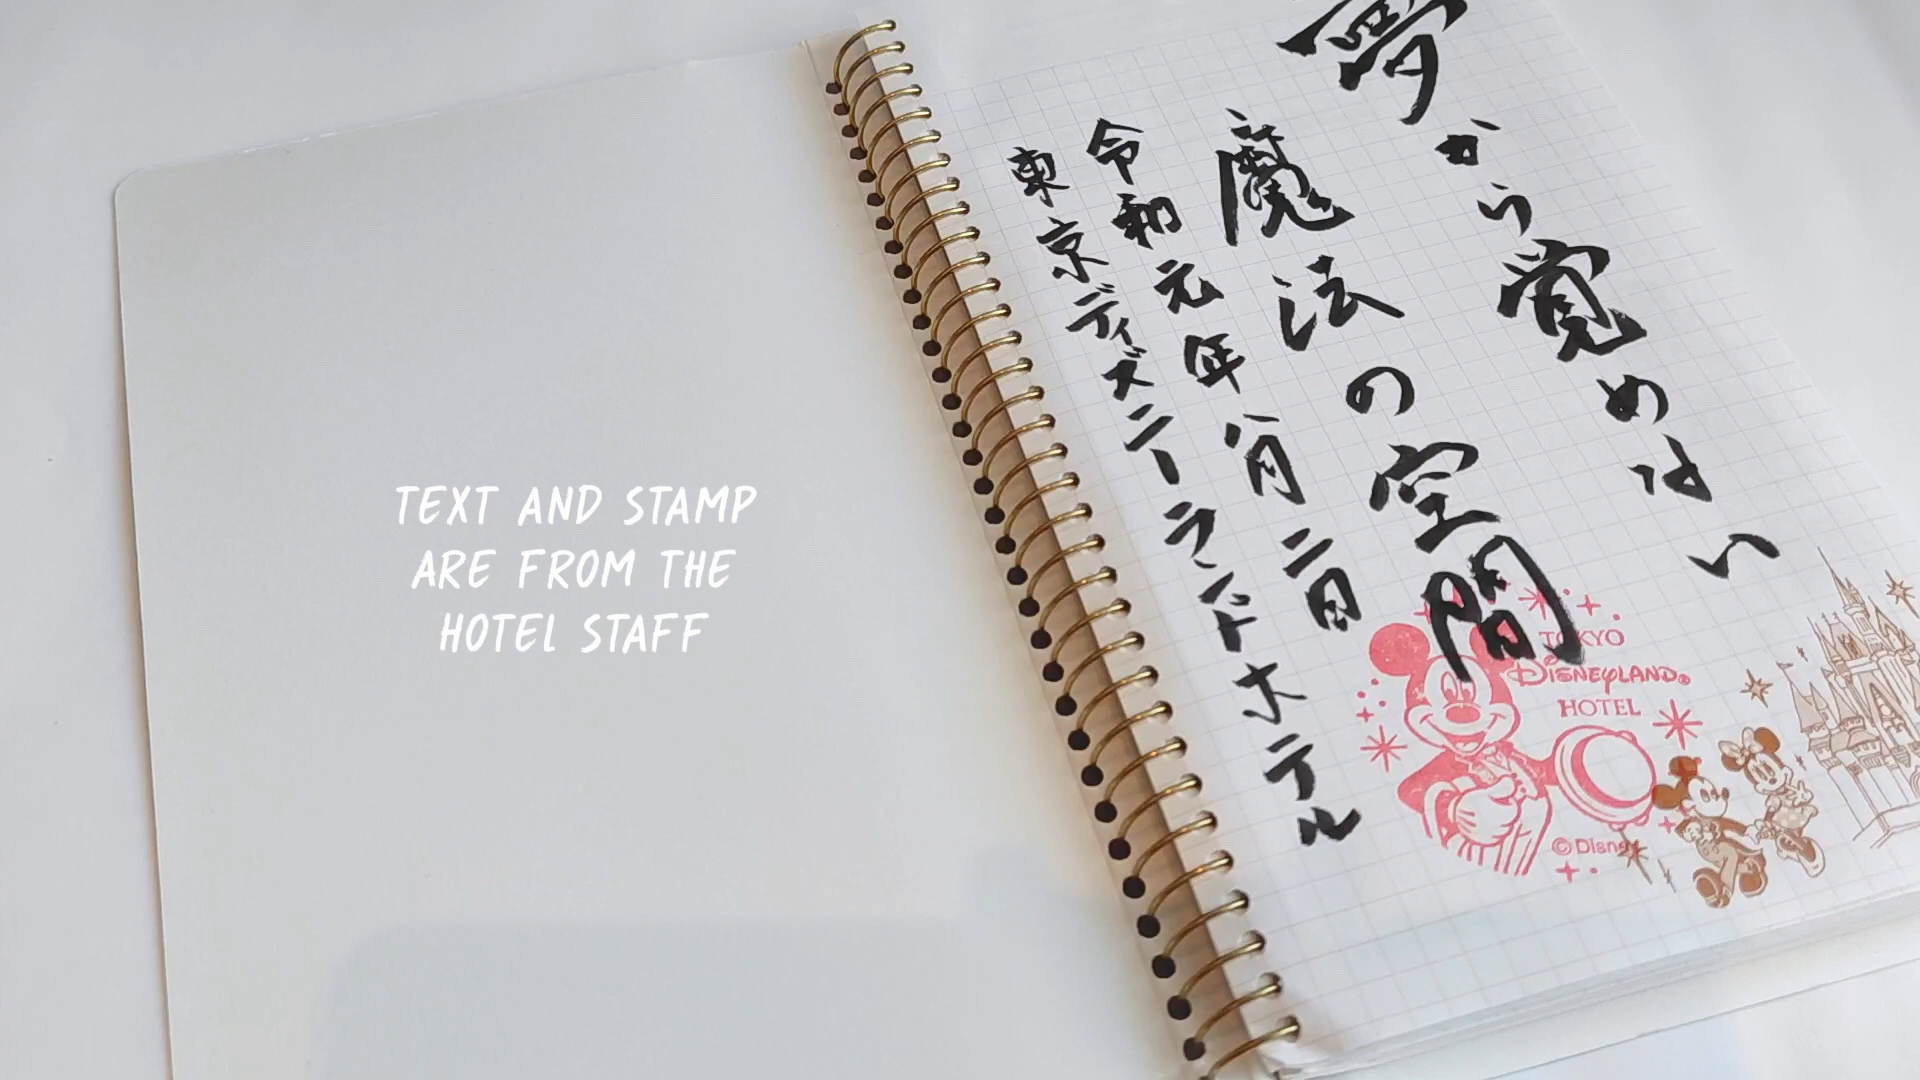 TEXT AND STAMP
ARE FROM THE
HOTEL STAFF
夢から覚めない
魔法の空間
令和元年八月二日
東京ディズニーランドホテル
TOKYO
DISNEYLAND®
HOTEL
©Disney